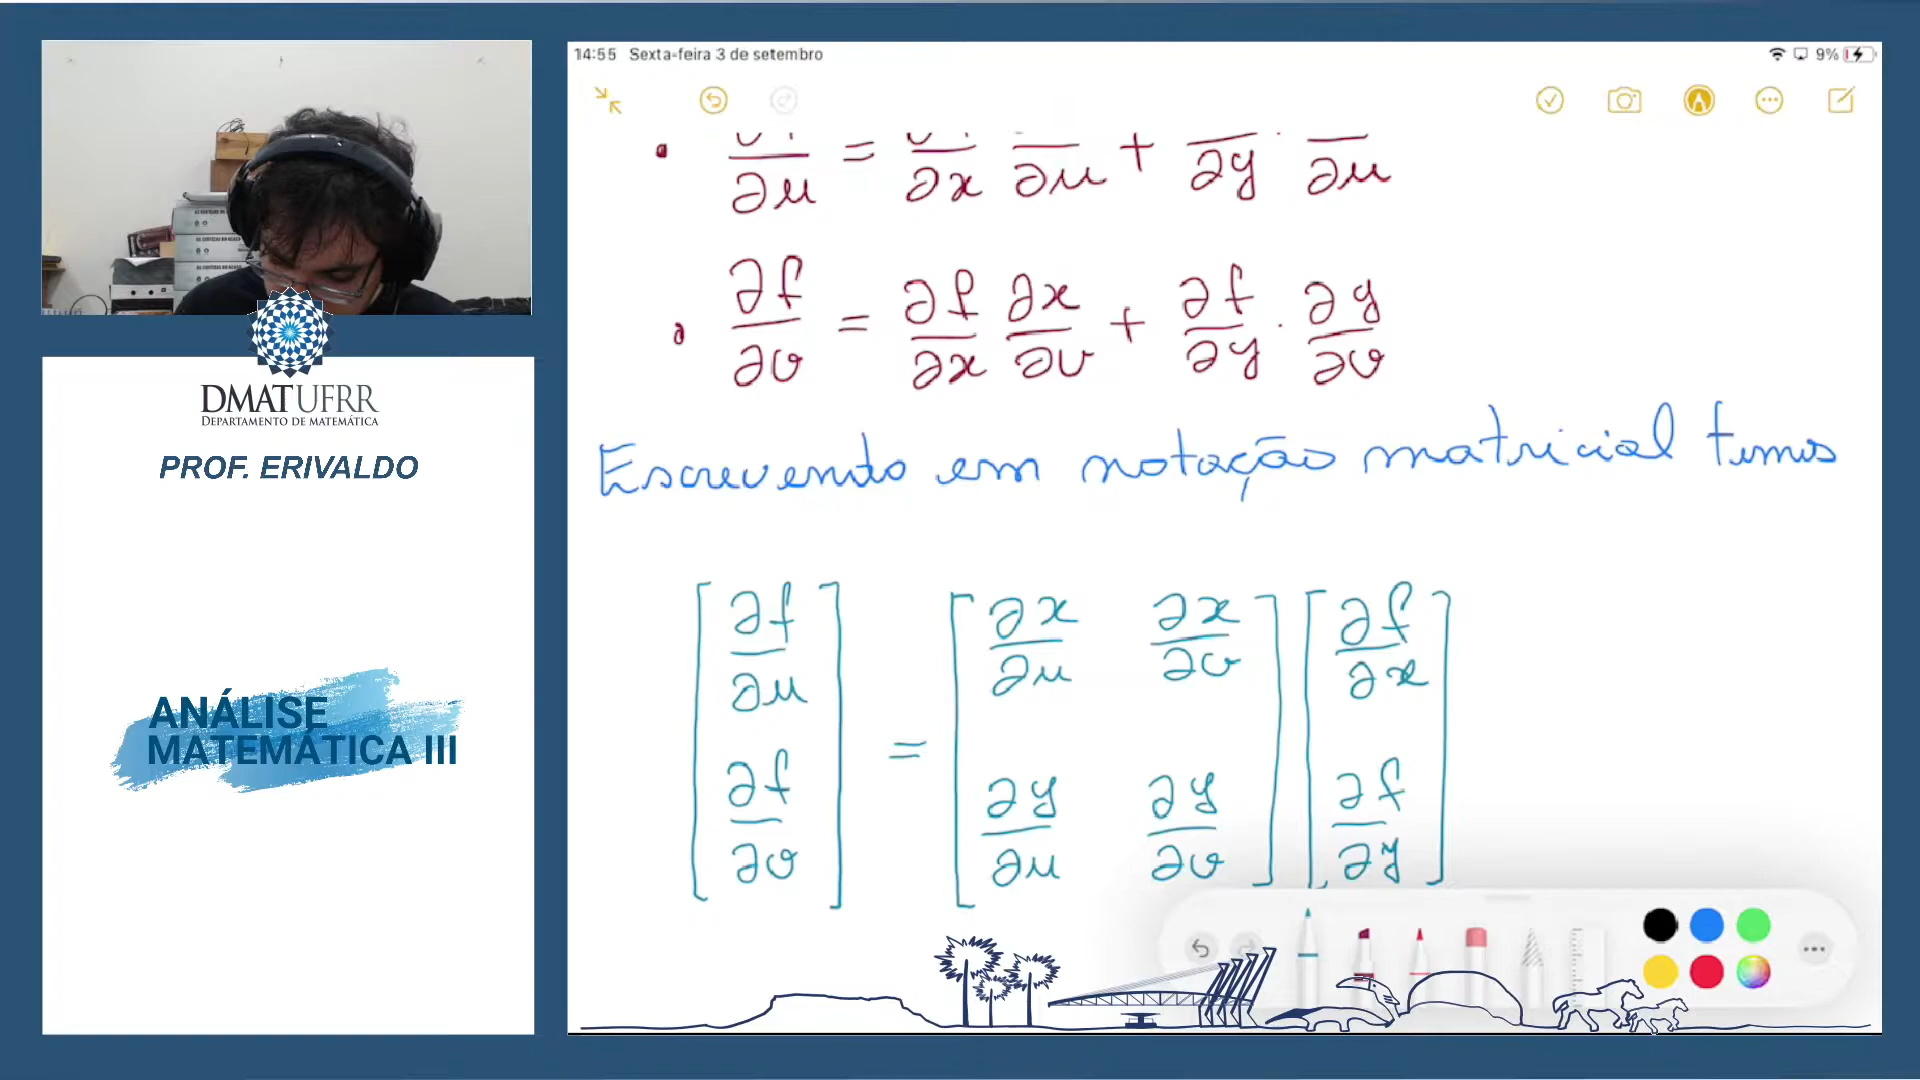 14:55 Sexta-feira 3 de setembro 9%
∂u = ∂x ∂u + ∂y · ∂u
∂f/∂v = ∂f/∂x ∂x/∂v + ∂f/∂y · ∂y/∂v
Escrevendo em notação matricial temos
[∂f/∂u ∂f/∂v] = [∂x/∂u ∂x/∂v ∂y/∂u ∂y/∂v] [∂f/∂x ∂f/∂y]
DMATUFRR
DEPARTAMENTO DE MATEMÁTICA
PROF. ERIVALDO
ANÁLISE
MATEMÁTICA III